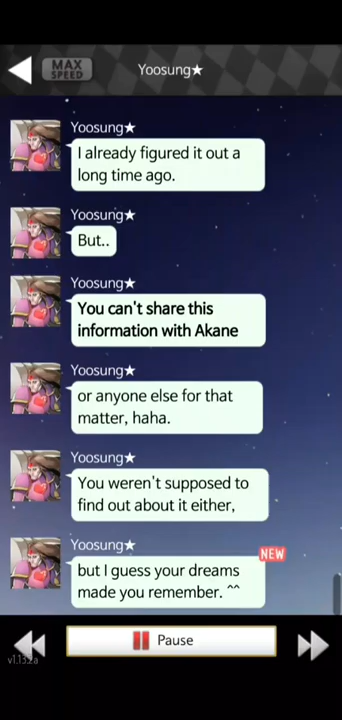 MAX
SPEED
Yoosung★
Yoosung★
I already figured it out a
long time ago.
Yoosung★
But..
Yoosung★
You can't share this
information with Akane
Yoosung★
or anyone else for that
matter, haha.
Yoosung★
You weren't supposed to
find out about it either,
Yoosung★
NEW
but I guess your dreams
made you remember. ^^
Pause
v1.13.2a